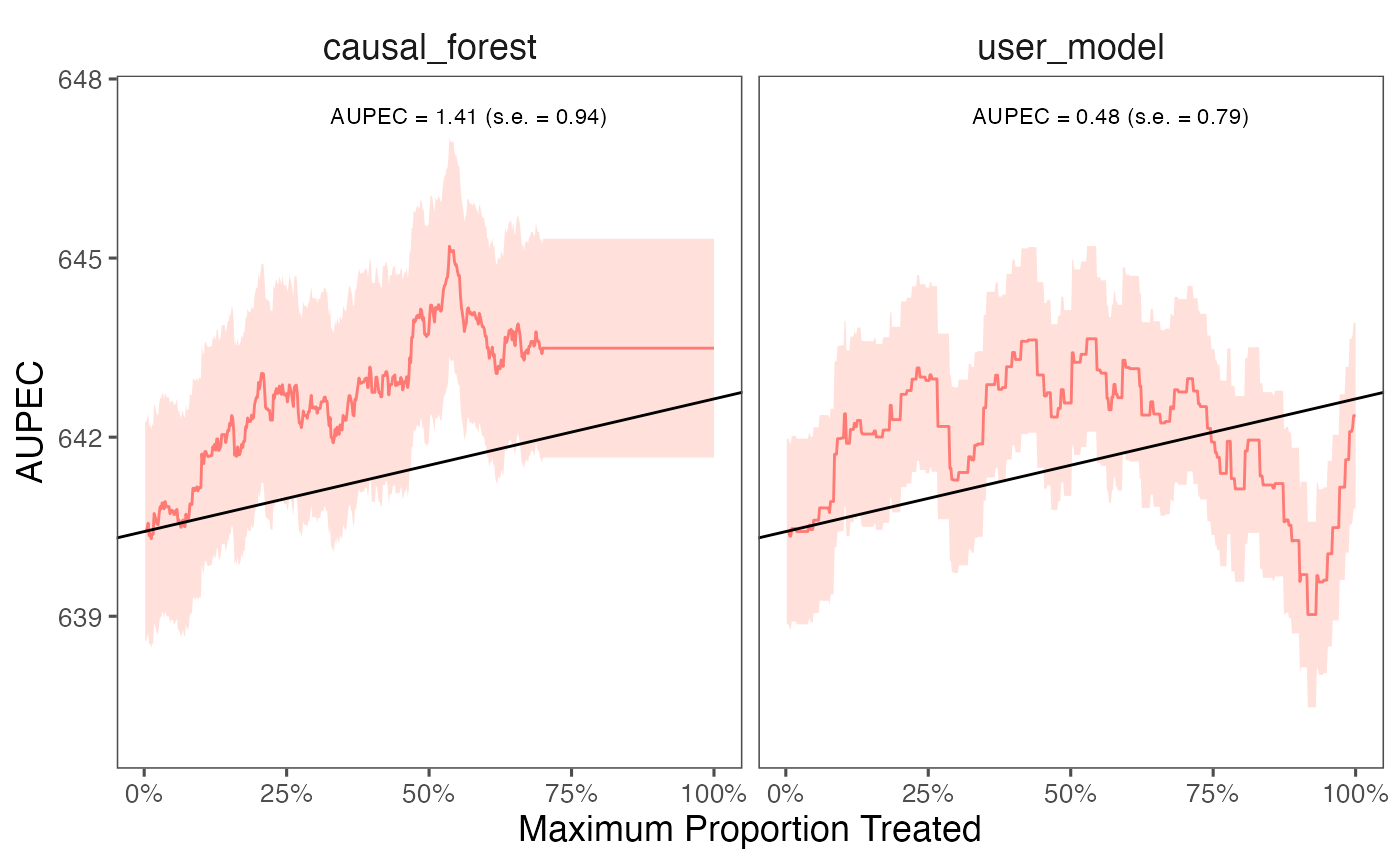 causal_forest
user_model
AUPEC = 1.41 (s.e. = 0.94)
AUPEC = 0.48 (s.e. = 0.79)
648
645
642
639
AUPEC
0%
25%
50%
75%
100%
0%
25%
50%
75%
100%
Maximum Proportion Treated